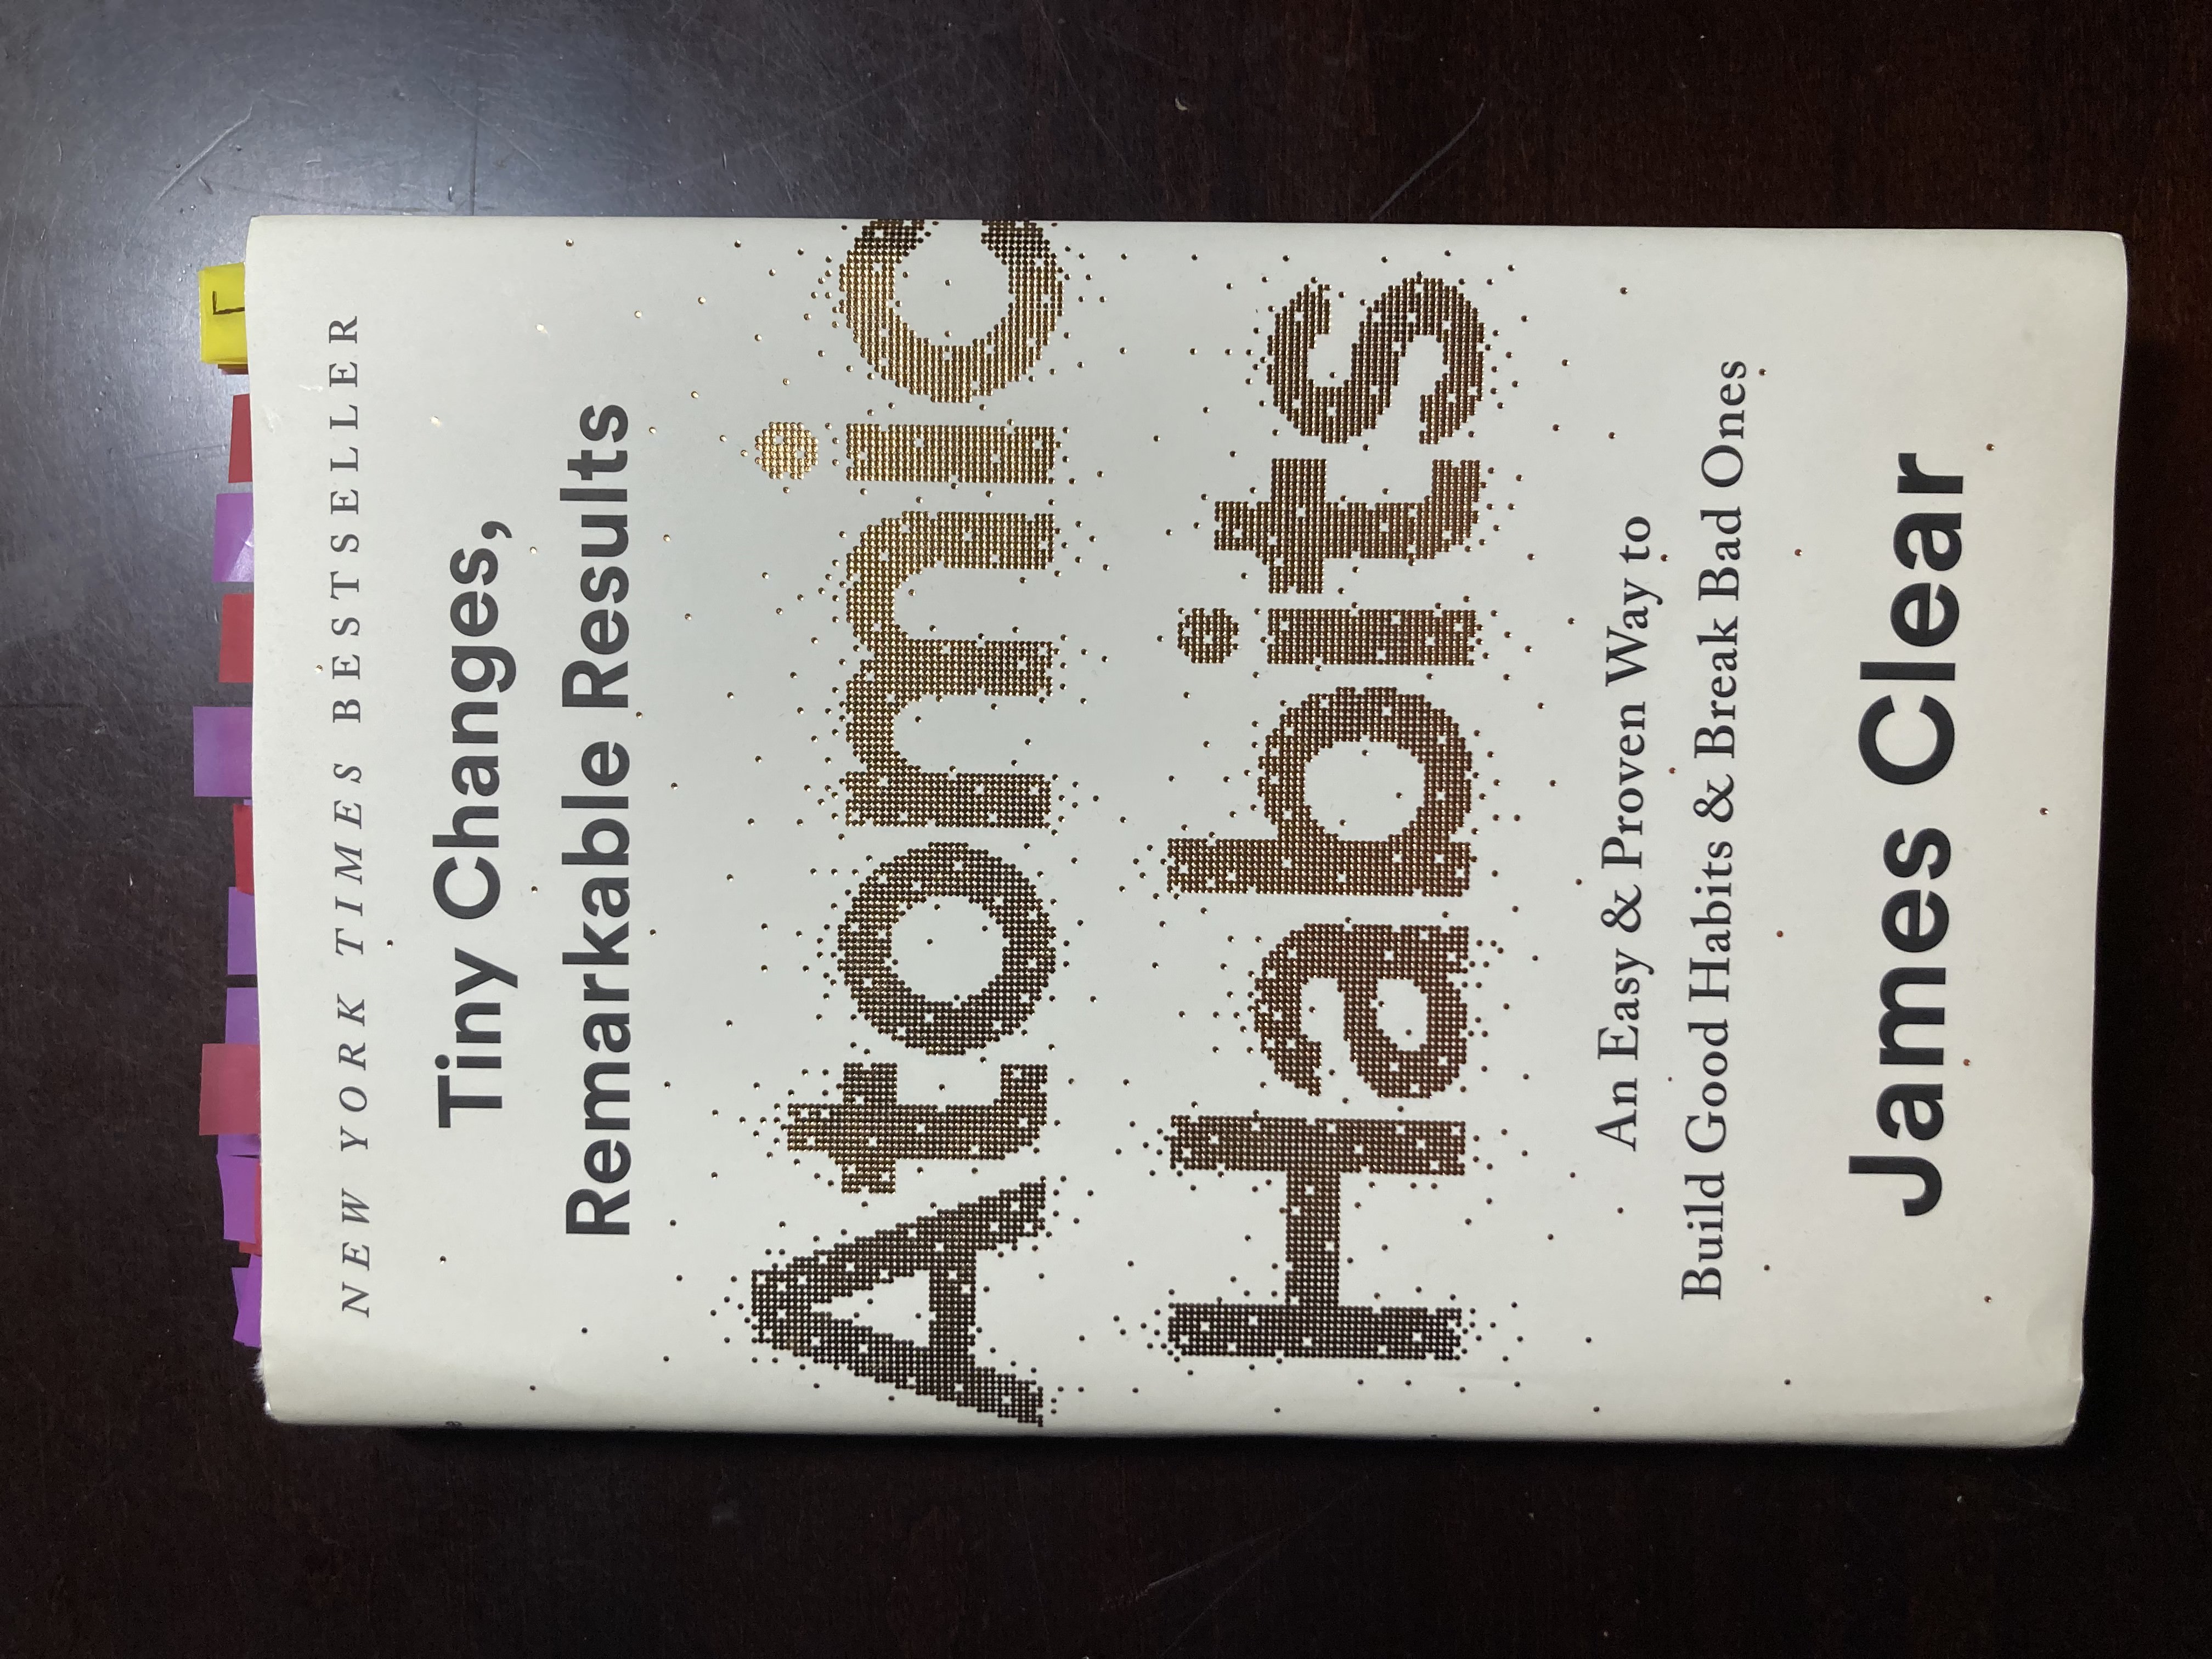 NEW YORK TIMES BESTSELLER
Tiny Changes,
Remarkable Results
Atomic
Habits
An Easy & Proven Way to
Build Good Habits & Break Bad Ones
James Clear